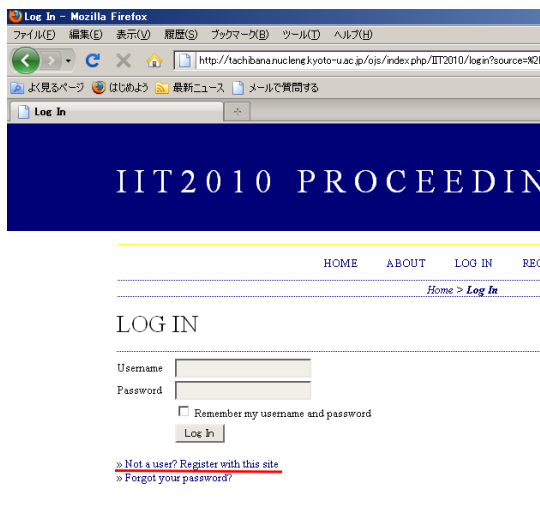 Log In - Mozilla Firefox
ファイル(F) 編集(E) 表示(V) 履歴(S) ブックマーク(B) ツール(T) ヘルプ(H)
http://tachibana.nucleng.kyoto-u.ac.jp/ojs/index.php/IIT2010/login?source=%2
よく見るページ はじめよう 最新ニュース メールで質問する
Log In
IIT2010 PROCEEDIN
HOME ABOUT LOG IN REG
Home > Log In
LOG IN
Username
Password
Remember my username and password
Log In
» Not a user? Register with this site
» Forgot your password?